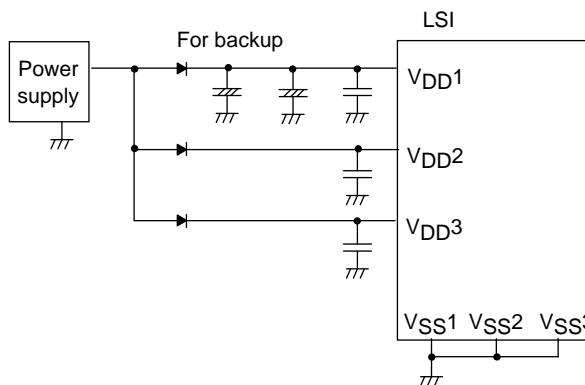 LSI
For backup
Power
supply
VDD1
VDD2
VDD3
VSS1 VSS2 VSS3